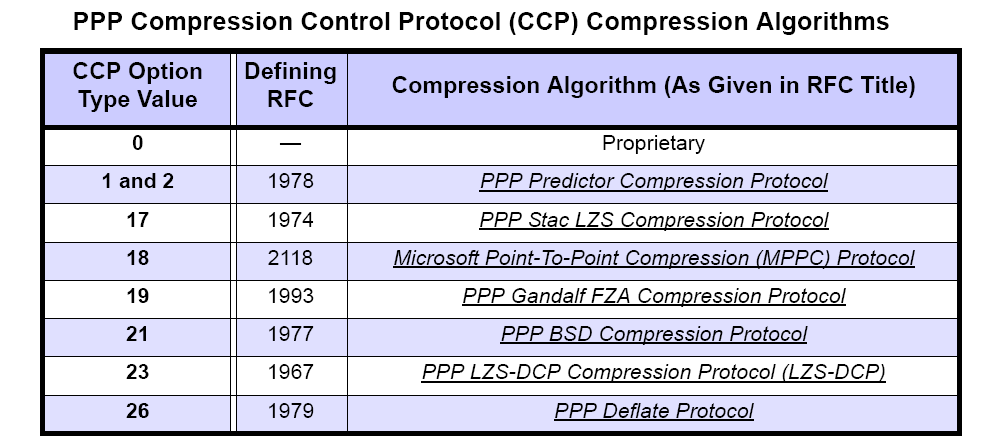 PPP Compression Control Protocol (CCP) Compression Algorithms
CCP Option Type Value | Defining RFC | Compression Algorithm (As Given in RFC Title)
0 | — | Proprietary
1 and 2 | 1978 | PPP Predictor Compression Protocol
17 | 1974 | PPP Stac LZS Compression Protocol
18 | 2118 | Microsoft Point-To-Point Compression (MPPC) Protocol
19 | 1993 | PPP Gandalf FZA Compression Protocol
21 | 1977 | PPP BSD Compression Protocol
23 | 1967 | PPP LZS-DCP Compression Protocol (LZS-DCP)
26 | 1979 | PPP Deflate Protocol